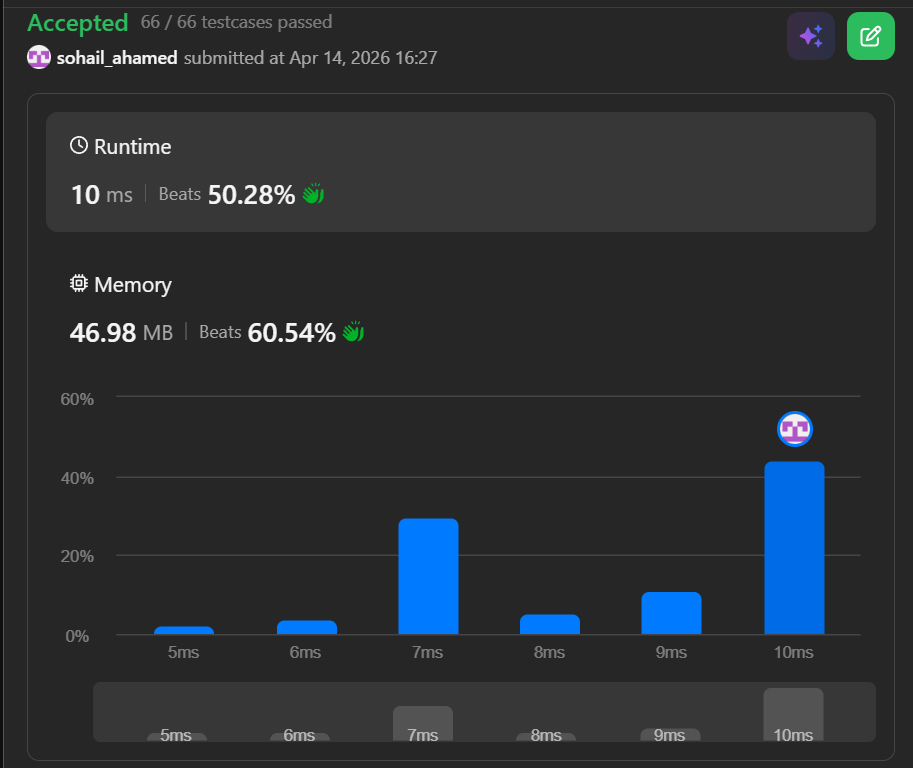 Accepted 66 / 66 testcases passed
sohail_ahamed submitted at Apr 14, 2026 16:27
Runtime
10 ms Beats 50.28%
Memory
46.98 MB Beats 60.54%
60%
40%
20%
0%
5ms 6ms 7ms 8ms 9ms 10ms
5ms 6ms 7ms 8ms 9ms 10ms